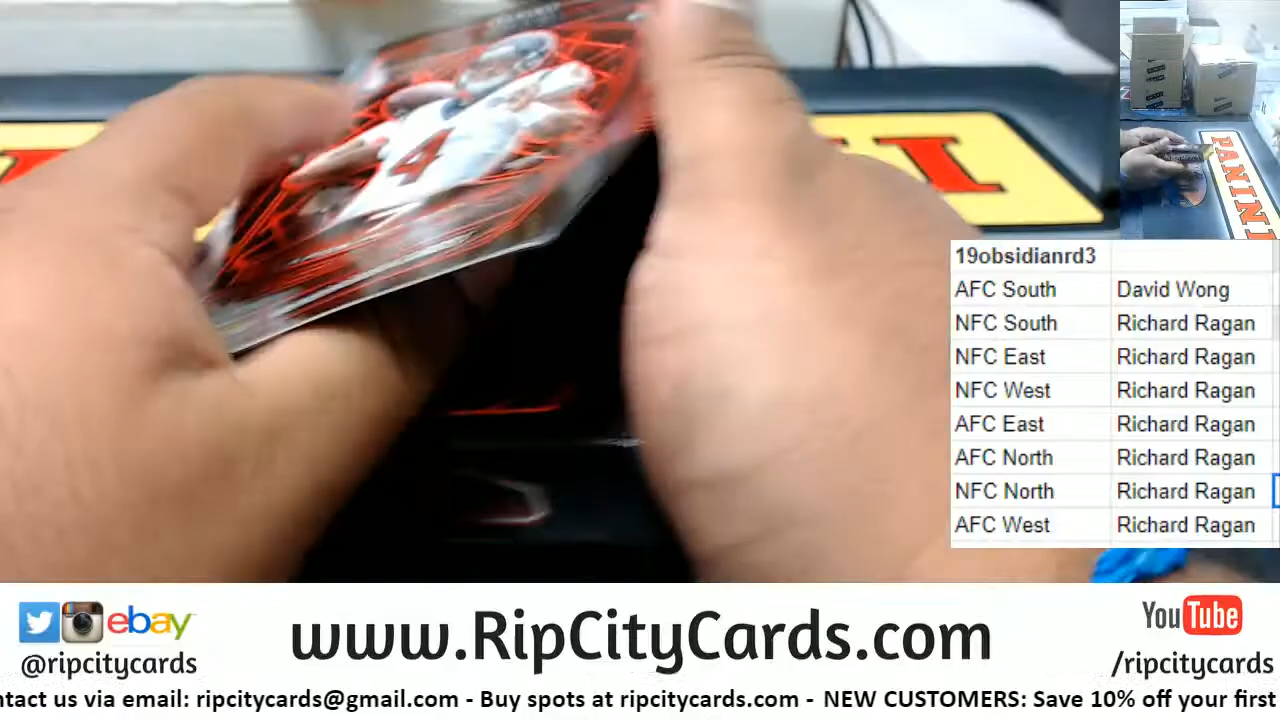 4
PANINI
19obsidianrd3
AFC South David Wong
NFC South Richard Ragan
NFC East Richard Ragan
NFC West Richard Ragan
AFC East Richard Ragan
AFC North Richard Ragan
NFC North Richard Ragan
AFC West Richard Ragan
ebay
@ripcitycards
www.RipCityCards.com
YouTube
/ripcitycards
ntact us via email: ripcitycards@gmail.com - Buy spots at ripcitycards.com - NEW CUSTOMERS: Save 10% off your first